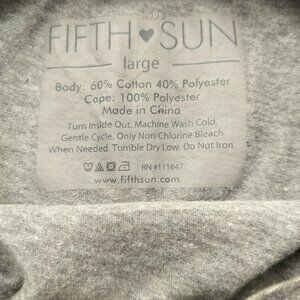 FIFTH♥SUN
large
Body: 60% Cotton 40% Polyester
Cape: 100% Polyester
Made in China
Turn Inside Out, Machine Wash Cold,
Gentle Cycle, Only Non-Chlorine Bleach
When Needed. Tumble Dry Low. Do Not Iron.
RN #111647
www.fifthsun.com